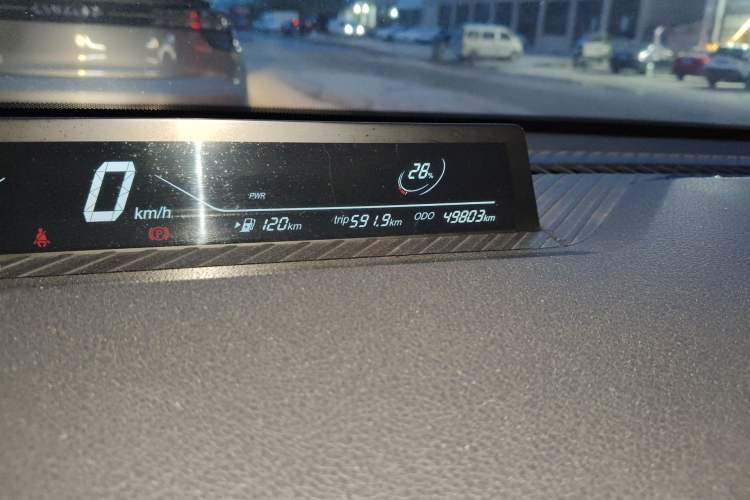 28%
PWR
0 km/h
120km
trip 591.9km
ODO 49803km
(P)